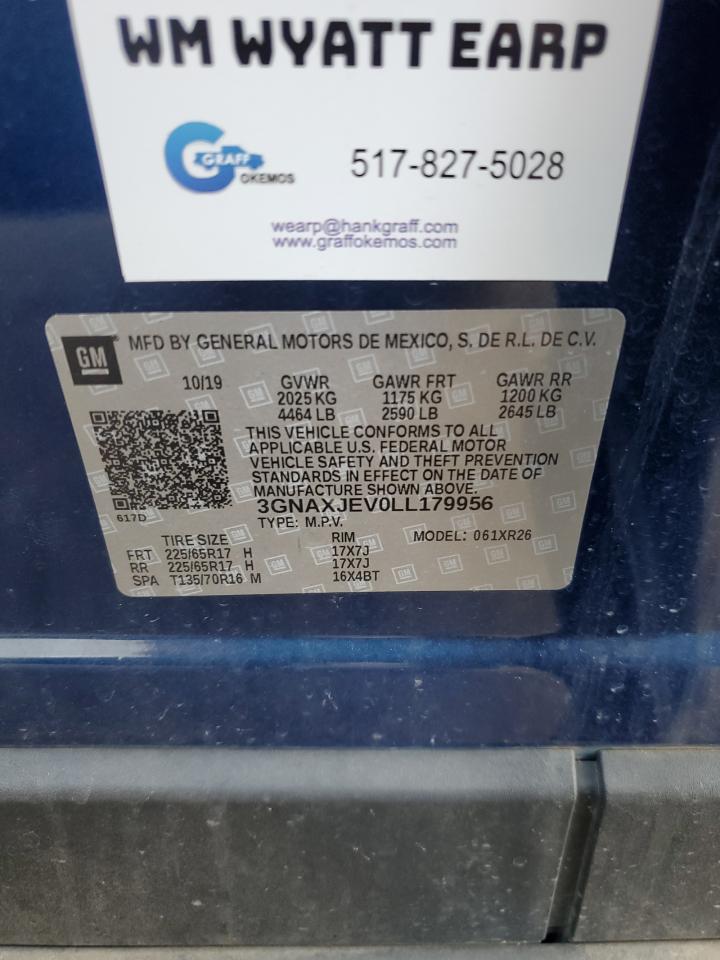 WM WYATT EARP
G GRAFF OKEMOS 517-827-5028
wearp@hankgraff.com
www.graffokemos.com
GM MFD BY GENERAL MOTORS DE MEXICO, S. DE R.L. DE C.V.
10/19 GVWR GAWR FRT GAWR RR
2025 KG 1175 KG 1200 KG
4464 LB 2590 LB 2645 LB
THIS VEHICLE CONFORMS TO ALL
APPLICABLE U.S. FEDERAL MOTOR
VEHICLE SAFETY AND THEFT PREVENTION
STANDARDS IN EFFECT ON THE DATE OF
MANUFACTURE SHOWN ABOVE.
3GNAXJEV0LL179956
617D TYPE: M.P.V. MODEL: 061XR26
TIRE SIZE RIM
FRT 225/65R17 H 17X7J
RR 225/65R17 H 17X7J
SPA T135/70R16 M 16X4BT